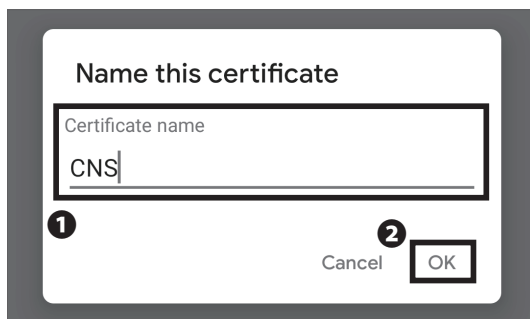 Name this certificate
Certificate name
CNS
1
2
Cancel OK